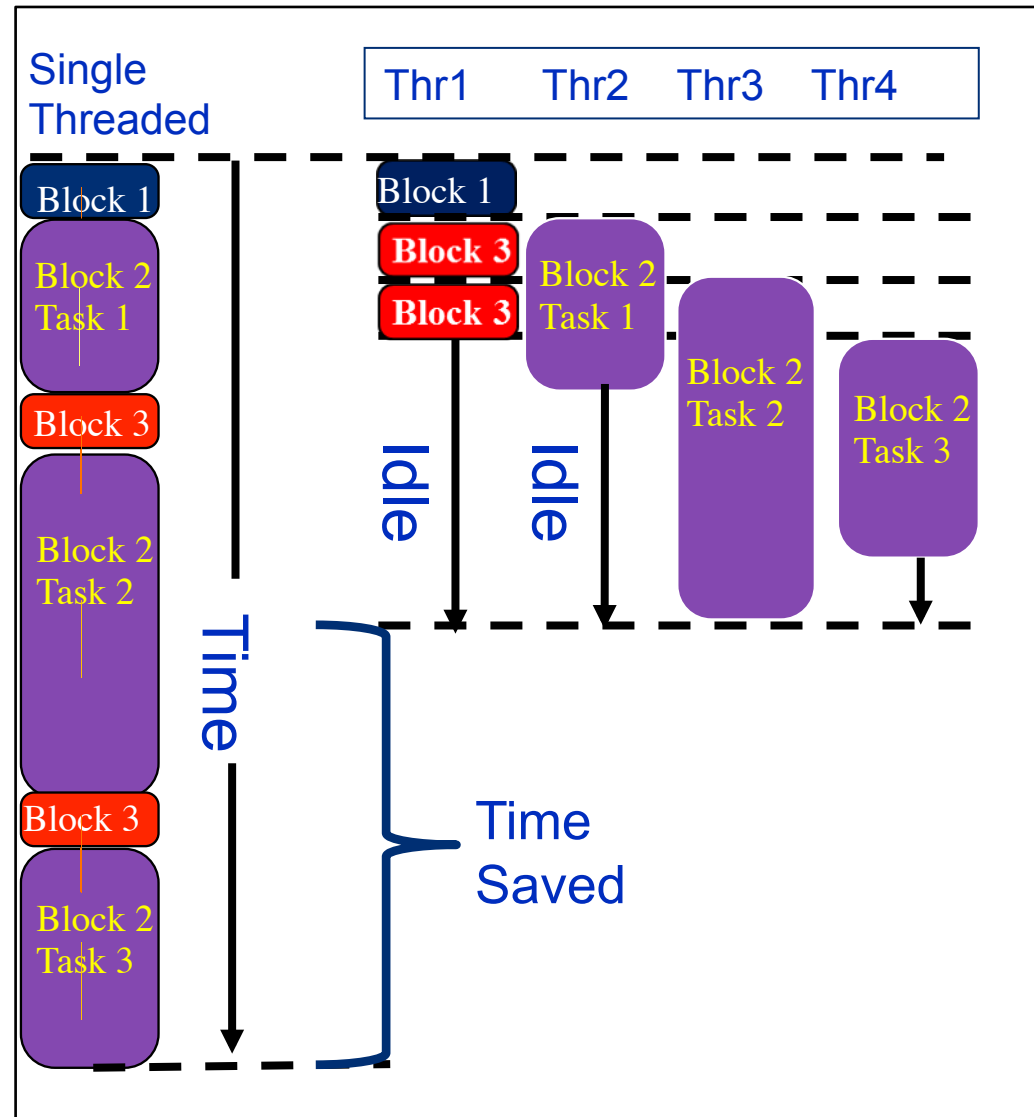 Single
Threaded
Thr1 Thr2 Thr3 Thr4
Block 1
Block 2
Task 1
Block 3
Block 2
Task 2
Block 3
Block 2
Task 3
Time
Block 1
Block 3
Block 3
Idle
Block 2
Task 1
Idle
Block 2
Task 2
Block 2
Task 3
Time
Saved